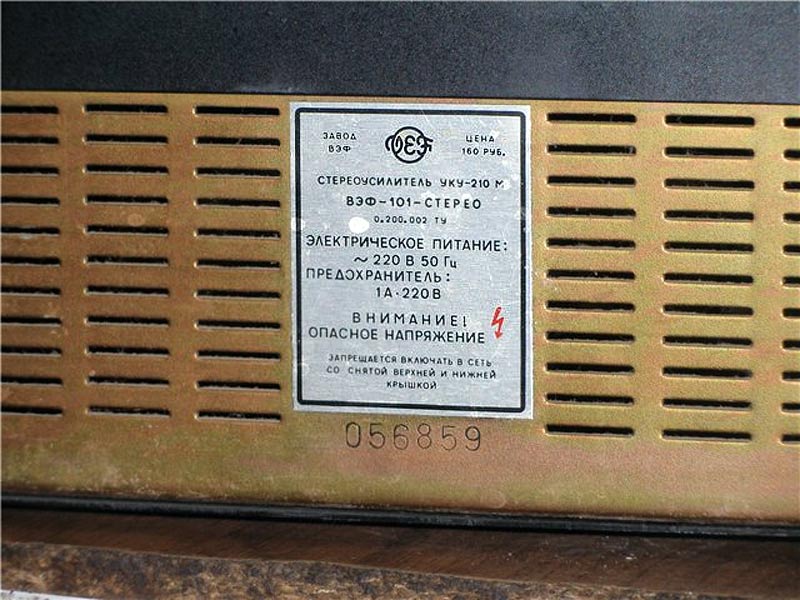 ЗАВОД
ВЭФ
VEF
ЦЕНА
160 РУБ.
СТЕРЕОУСИЛИТЕЛЬ УКУ-210 М
ВЭФ-101-СТЕРЕО
0.200.002 ТУ
ЭЛЕКТРИЧЕСКОЕ ПИТАНИЕ:
~ 220 В 50 Гц
ПРЕДОХРАНИТЕЛЬ:
1А·220В
ВНИМАНИЕ!
ОПАСНОЕ НАПРЯЖЕНИЕ
ЗАПРЕЩАЕТСЯ ВКЛЮЧАТЬ В СЕТЬ
СО СНЯТОЙ ВЕРХНЕЙ И НИЖНЕЙ
КРЫШКОЙ
056859